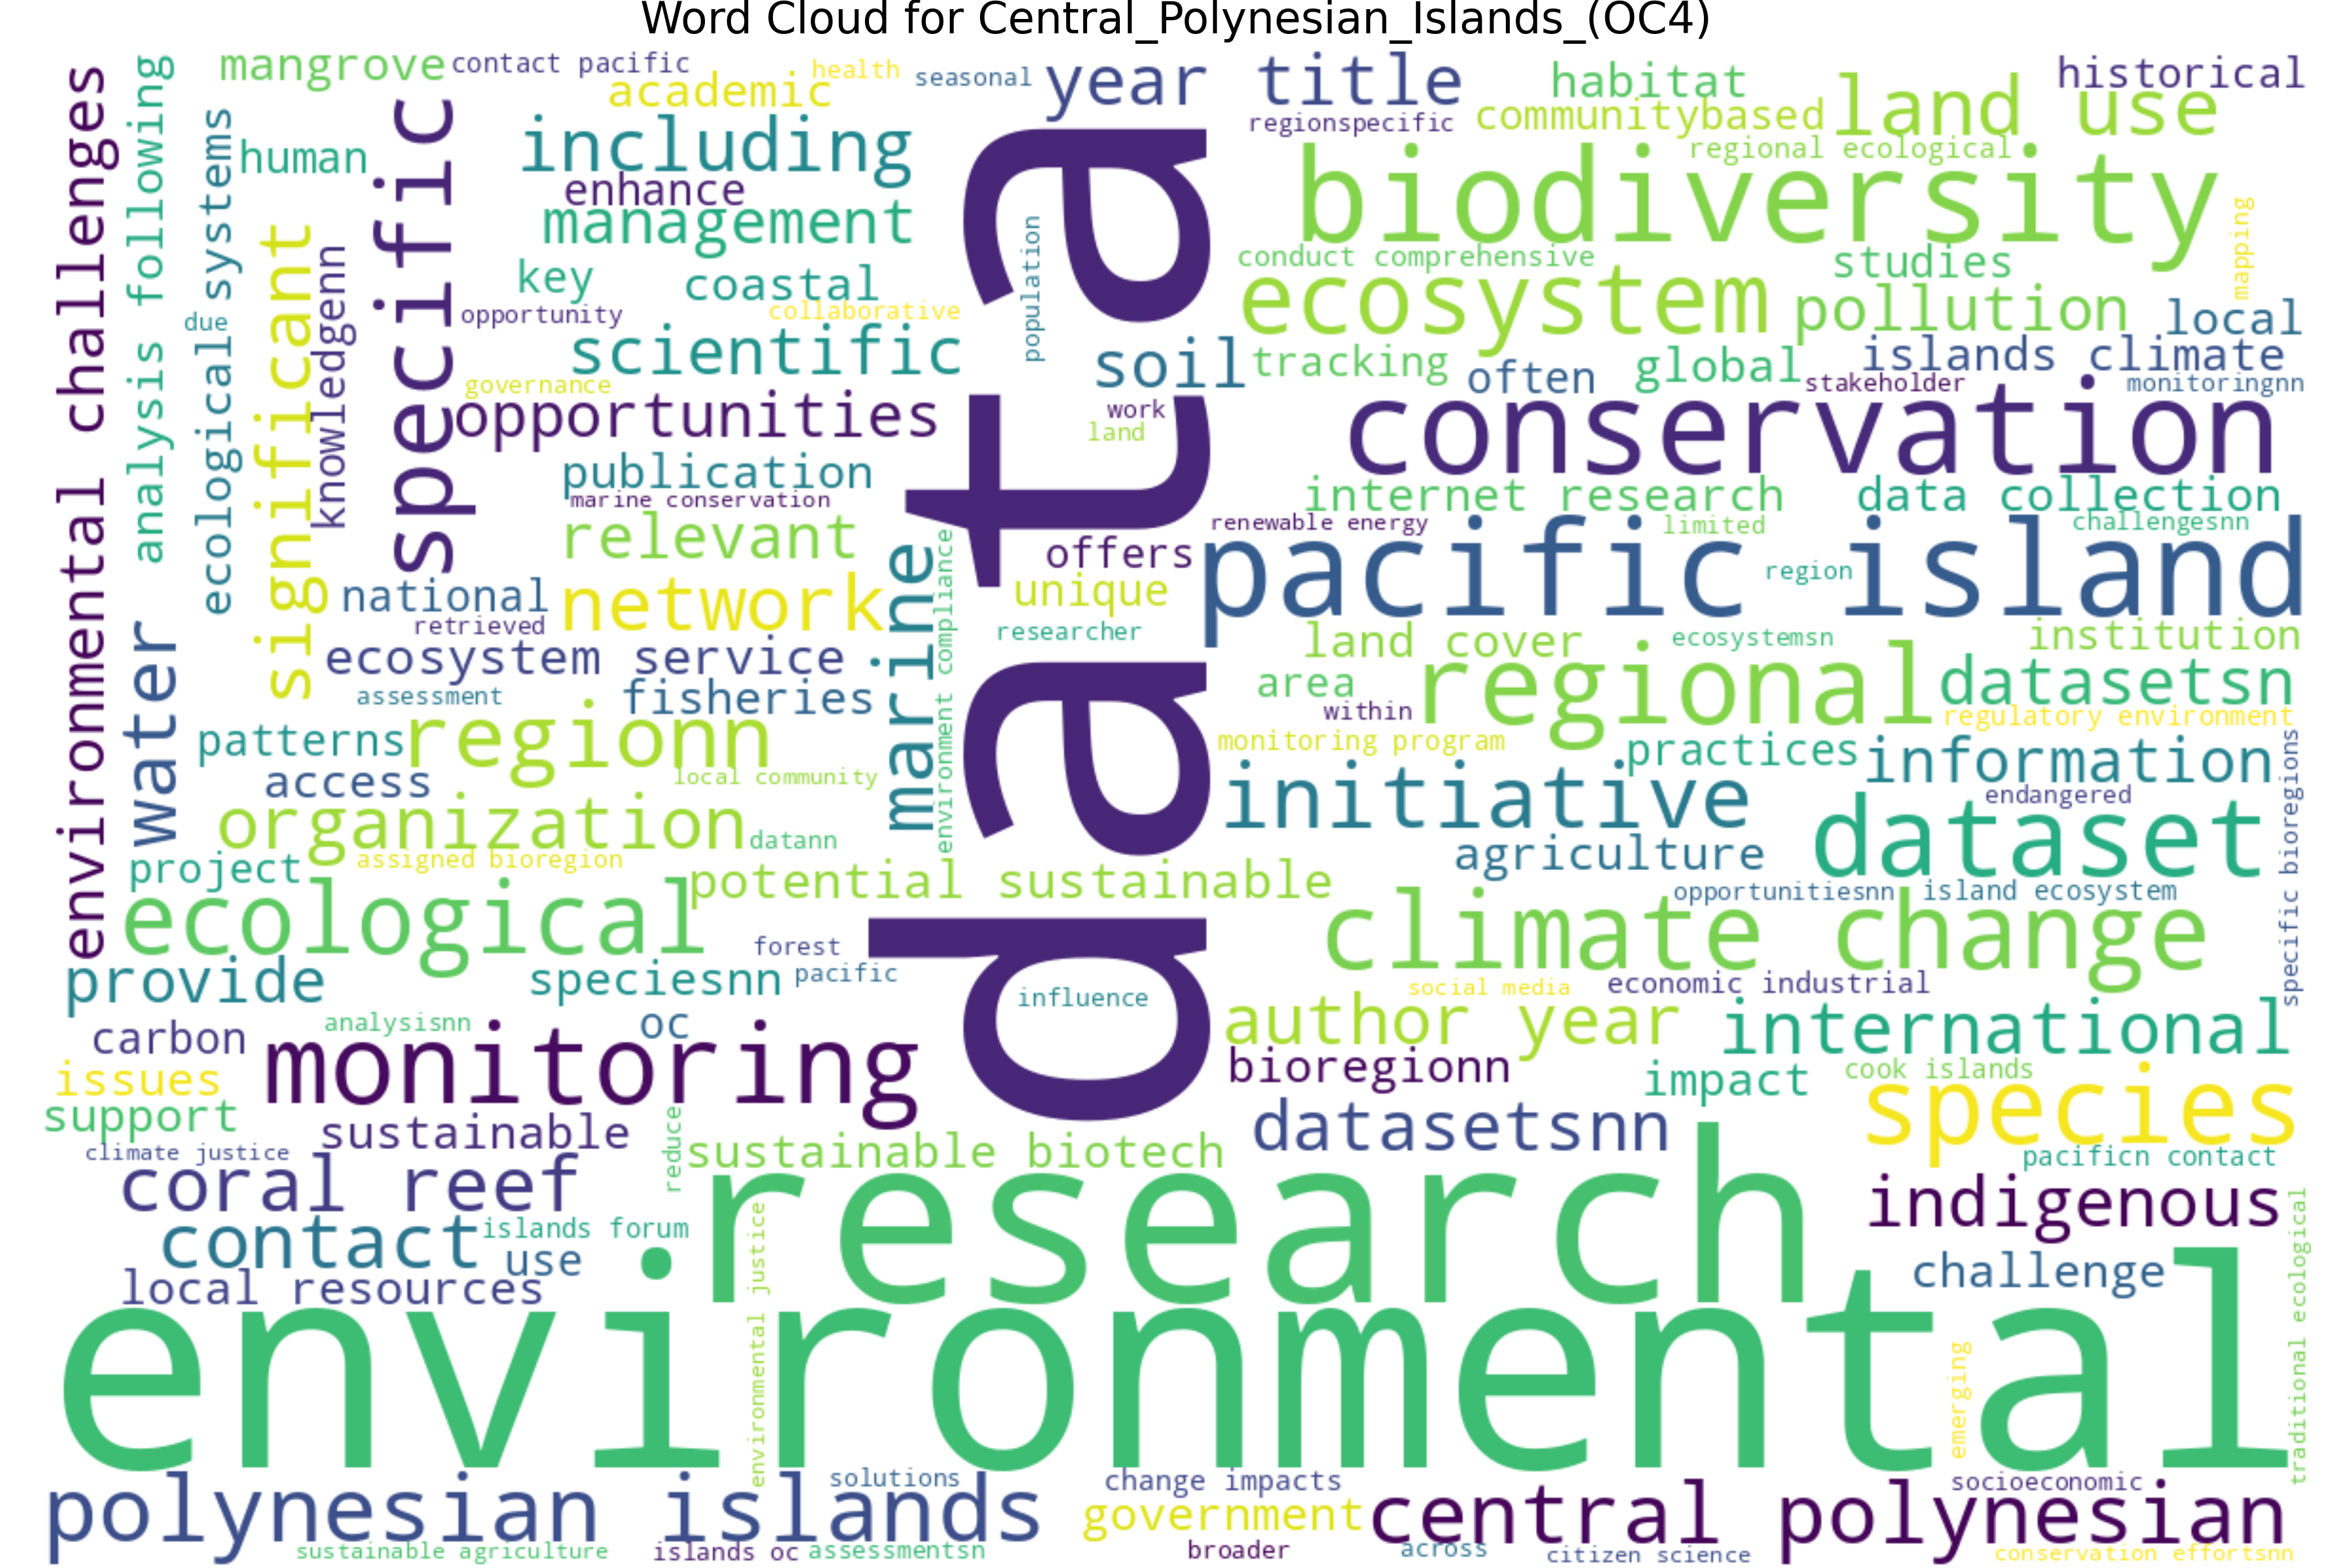 Word Cloud for Central_Polynesian_Islands_(OC4)
mangrove
contact pacific
academic
health
seasonal
year title
habitat
historical
regionspecific
communitybased
land use
environmental challenges
analysis following
ecological systems
human
specific
including
enhance
management
regional ecological
biodiversity
mapping
significant
knowledgenn
key
coastal
population
conduct comprehensive
studies
ecosystem
pollution
local
due
opportunity
collaborative
scientific
soil
tracking
often
global
islands climate
stakeholder
monitoringnn
governance
opportunities
work
land
conservation
publication
marine conservation
internet research
data collection
relevant
data
renewable energy
limited
challengesnn
offers
pacific island
region
national
network
marine
environment compliance
unique
retrieved
researcher
land cover
ecosystemsn
institution
water
ecosystem service
assessment
fisheries
area
regional
datasetsn
within
regulatory environment
patterns
regionn
monitoring program
practices
information
specific bioregions
access
local community
initiative
endangered
organization
datann
agriculture
dataset
project
assigned bioregion
potential sustainable
opportunitiesnn
island ecosystem
ecological
forest
climate change
provide
speciesnn
pacific
influence
social media
economic industrial
carbon
analysisnn
oc
author year
international
issues
monitoring
bioregionn
impact
cook islands
species
support
sustainable
reduce
datasetsnn
climate justice
sustainable biotech
pacificn contact
coral reef
research
indigenous
contact
islands forum
use
environmental justice
challenge
traditional ecological
local resources
environmental
emerging
polynesian islands
solutions
change impacts
government
central polynesian
socioeconomic
sustainable agriculture
islands oc
assessmentsn
broader
across
citizen science
conservation effortsnn